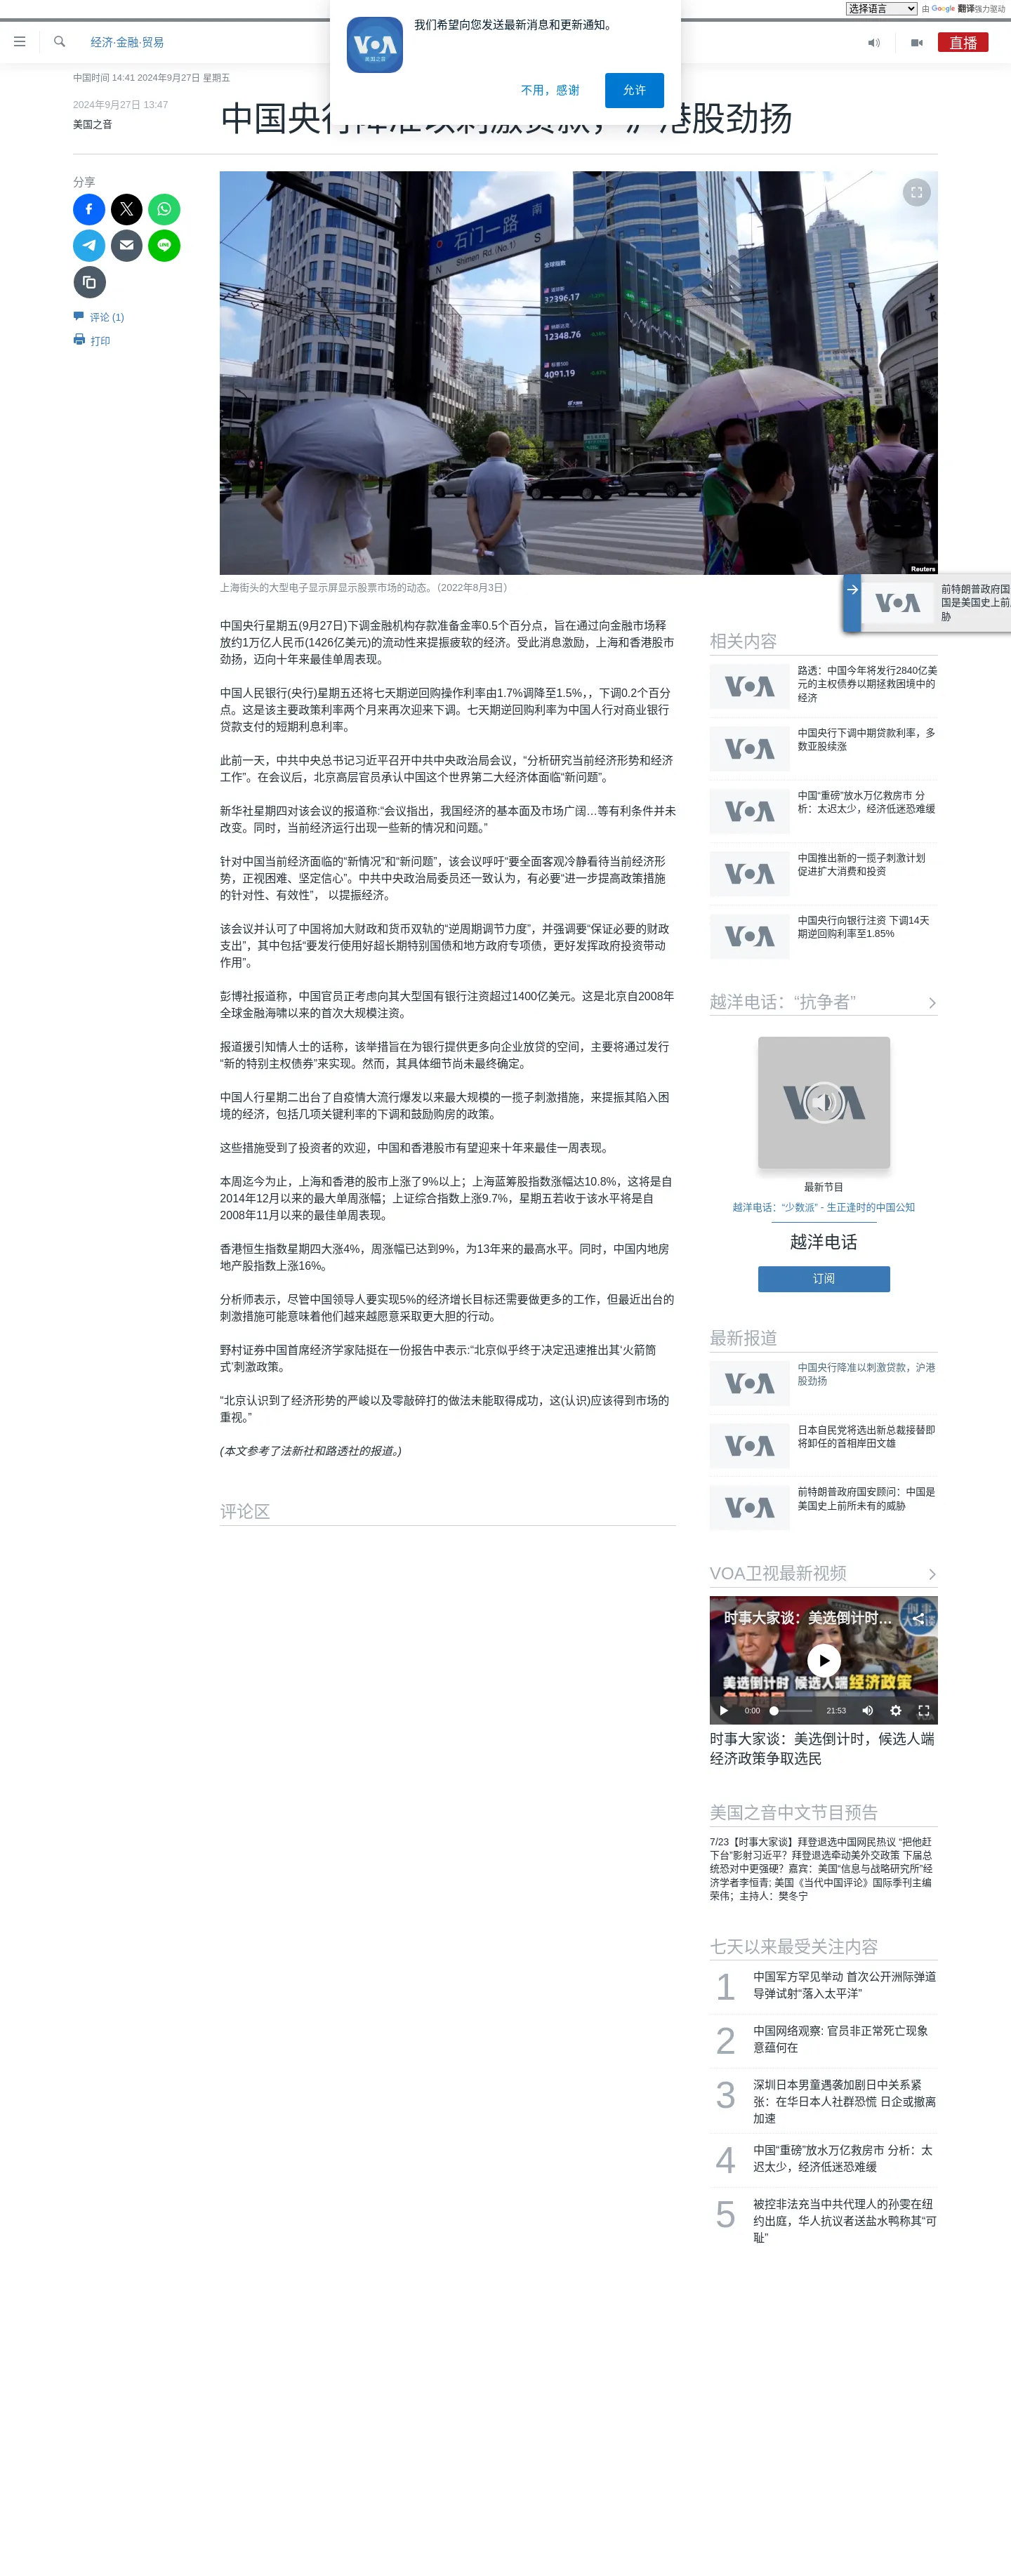 选择语言
由 Google 翻译强力驱动
我们希望向您发送最新消息和更新通知。
不用，感谢
允许
VOA
美国之音
经济·金融·贸易
直播
中国时间 14:41 2024年9月27日 星期五
2024年9月27日 13:47
美国之音
中国央行降准以刺激贷款，沪港股劲扬
分享
评论 (1)
打印
石门一路
Shimen Rd.(No.1)
南
N
S
全球指数
32396.17
12348.76
4091.19
Reuters
上海街头的大型电子显示屏显示股票市场的动态。（2022年8月3日）
VOA
前特朗普政府国
国是美国史上前
胁
中国央行星期五(9月27日)下调金融机构存款准备金率0.5个百分点，旨在通过向金融市场释
放约1万亿人民币(1426亿美元)的流动性来提振疲软的经济。受此消息激励，上海和香港股市
劲扬，迈向十年来最佳单周表现。
中国人民银行(央行)星期五还将七天期逆回购操作利率由1.7%调降至1.5%，，下调0.2个百分
点。这是该主要政策利率两个月来再次迎来下调。七天期逆回购利率为中国人行对商业银行
贷款支付的短期利息利率。
此前一天，中共中央总书记习近平召开中共中央政治局会议，“分析研究当前经济形势和经济
工作”。在会议后，北京高层官员承认中国这个世界第二大经济体面临“新问题”。
新华社星期四对该会议的报道称:“会议指出，我国经济的基本面及市场广阔…等有利条件并未
改变。同时，当前经济运行出现一些新的情况和问题。”
针对中国当前经济面临的“新情况”和“新问题”，该会议呼吁“要全面客观冷静看待当前经济形
势，正视困难、坚定信心”。中共中央政治局委员还一致认为，有必要“进一步提高政策措施
的针对性、有效性”， 以提振经济。
该会议并认可了中国将加大财政和货币双轨的“逆周期调节力度”，并强调要“保证必要的财政
支出”，其中包括“要发行使用好超长期特别国债和地方政府专项债，更好发挥政府投资带动
作用”。
彭博社报道称，中国官员正考虑向其大型国有银行注资超过1400亿美元。这是北京自2008年
全球金融海啸以来的首次大规模注资。
报道援引知情人士的话称，该举措旨在为银行提供更多向企业放贷的空间，主要将通过发行
“新的特别主权债券”来实现。然而，其具体细节尚未最终确定。
中国人行星期二出台了自疫情大流行爆发以来最大规模的一揽子刺激措施，来提振其陷入困
境的经济，包括几项关键利率的下调和鼓励购房的政策。
这些措施受到了投资者的欢迎，中国和香港股市有望迎来十年来最佳一周表现。
本周迄今为止，上海和香港的股市上涨了9%以上；上海蓝筹股指数涨幅达10.8%，这将是自
2014年12月以来的最大单周涨幅；上证综合指数上涨9.7%，星期五若收于该水平将是自
2008年11月以来的最佳单周表现。
香港恒生指数星期四大涨4%，周涨幅已达到9%，为13年来的最高水平。同时，中国内地房
地产股指数上涨16%。
分析师表示，尽管中国领导人要实现5%的经济增长目标还需要做更多的工作，但最近出台的
刺激措施可能意味着他们越来越愿意采取更大胆的行动。
野村证券中国首席经济学家陆挺在一份报告中表示:“北京似乎终于决定迅速推出其‘火箭筒
式’刺激政策。
“北京认识到了经济形势的严峻以及零敲碎打的做法未能取得成功，这(认识)应该得到市场的
重视。”
(本文参考了法新社和路透社的报道。)
评论区
相关内容
VOA
路透：中国今年将发行2840亿美
元的主权债券以期拯救困境中的
经济
VOA
中国央行下调中期贷款利率，多
数亚股续涨
VOA
中国“重磅”放水万亿救房市 分
析：太迟太少，经济低迷恐难缓
VOA
中国推出新的一揽子刺激计划
促进扩大消费和投资
VOA
中国央行向银行注资 下调14天
期逆回购利率至1.85%
越洋电话：“抗争者”
VOA
最新节目
越洋电话：“少数派” - 生正逢时的中国公知
越洋电话
订阅
最新报道
VOA
中国央行降准以刺激贷款，沪港
股劲扬
VOA
日本自民党将选出新总裁接替即
将卸任的首相岸田文雄
VOA
前特朗普政府国安顾问：中国是
美国史上前所未有的威胁
VOA卫视最新视频
时事大家谈：美选倒计时…
美选倒计时 候选人端经济政策
争取选民
0:00
21:53
时事大家谈：美选倒计时，候选人端
经济政策争取选民
美国之音中文节目预告
7/23【时事大家谈】拜登退选中国网民热议 “把他赶
下台”影射习近平？拜登退选牵动美外交政策 下届总
统恐对中更强硬？嘉宾：美国“信息与战略研究所”经
济学者李恒青; 美国《当代中国评论》国际季刊主编
荣伟；主持人：樊冬宁
七天以来最受关注内容
1
中国军方罕见举动 首次公开洲际弹道
导弹试射“落入太平洋”
2
中国网络观察: 官员非正常死亡现象
意蕴何在
3
深圳日本男童遇袭加剧日中关系紧
张：在华日本人社群恐慌 日企或撤离
加速
4
中国“重磅”放水万亿救房市 分析：太
迟太少，经济低迷恐难缓
5
被控非法充当中共代理人的孙雯在纽
约出庭，华人抗议者送盐水鸭称其“可
耻”